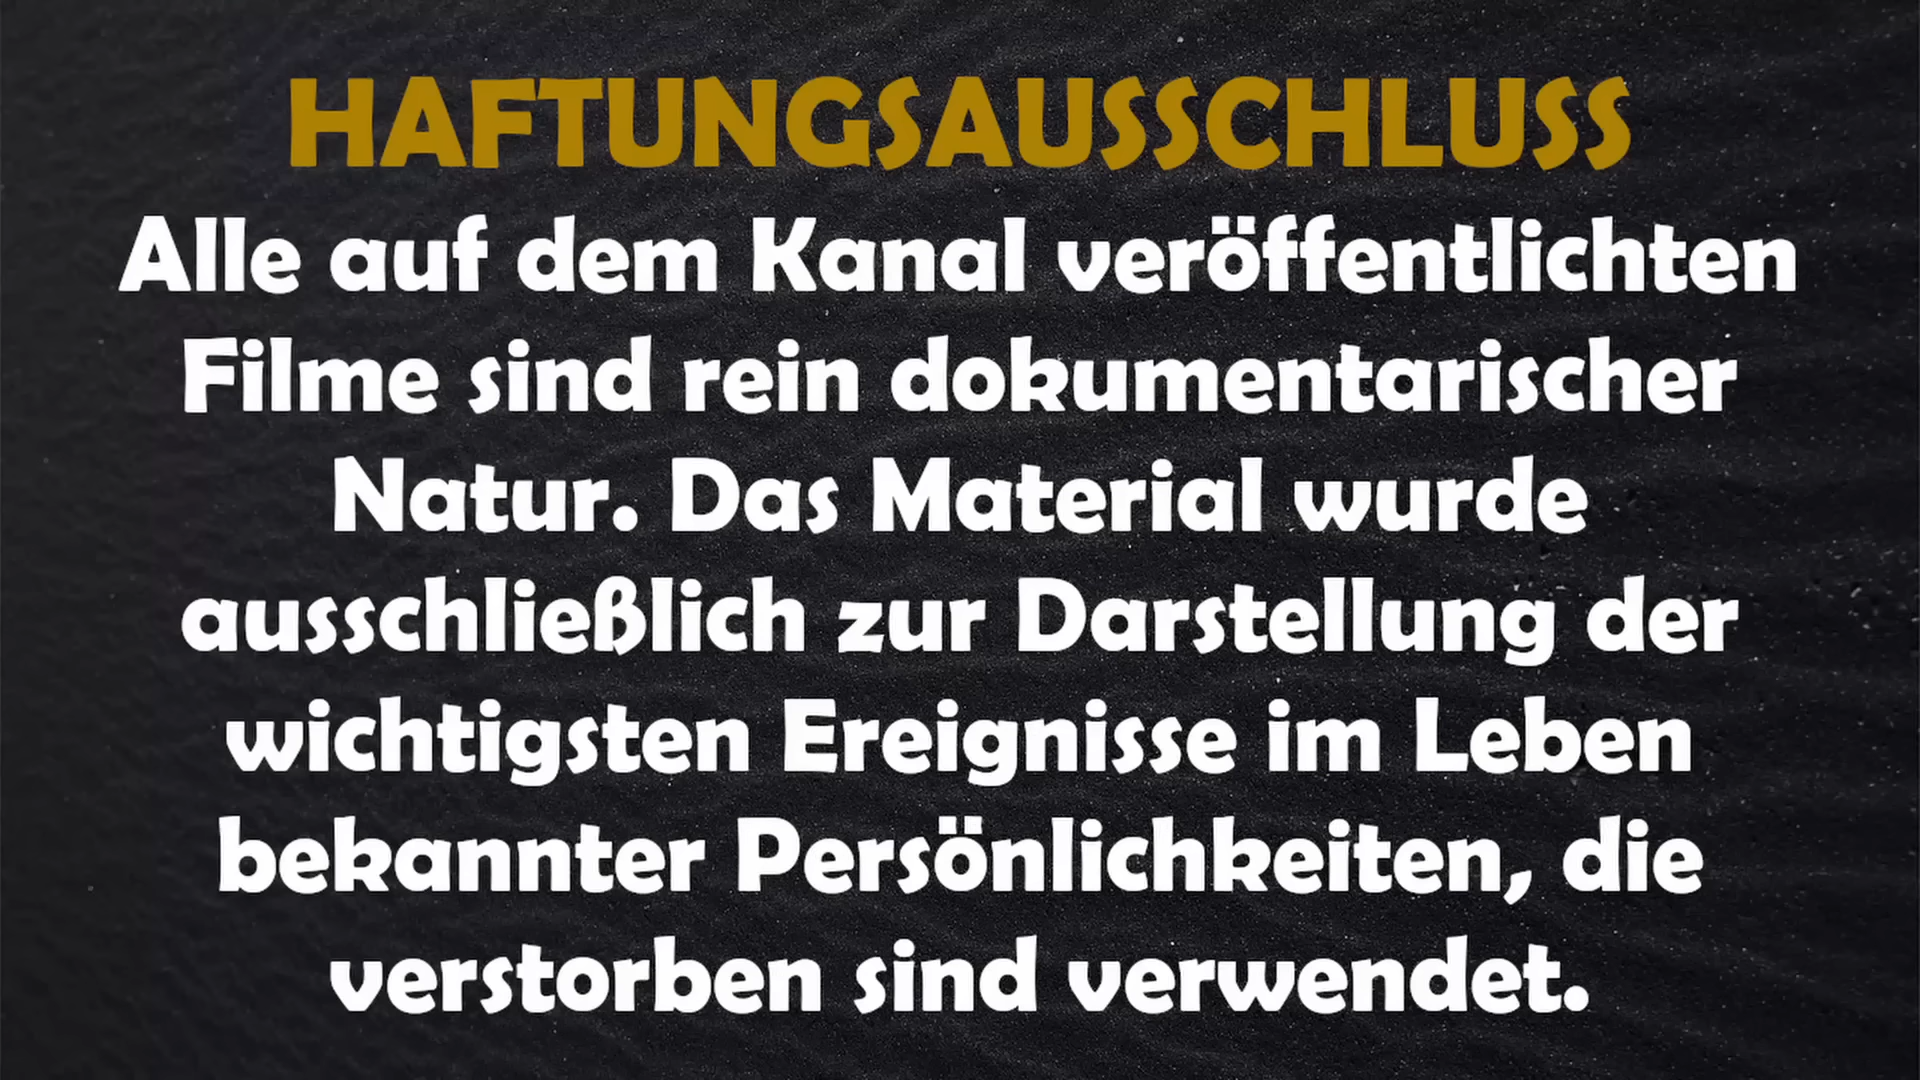 HAFTUNGSAUSSCHLUSS
Alle auf dem Kanal veröffentlichten
Filme sind rein dokumentarischer
Natur. Das Material wurde
ausschließlich zur Darstellung der
wichtigsten Ereignisse im Leben
bekannter Persönlichkeiten, die
verstorben sind verwendet.